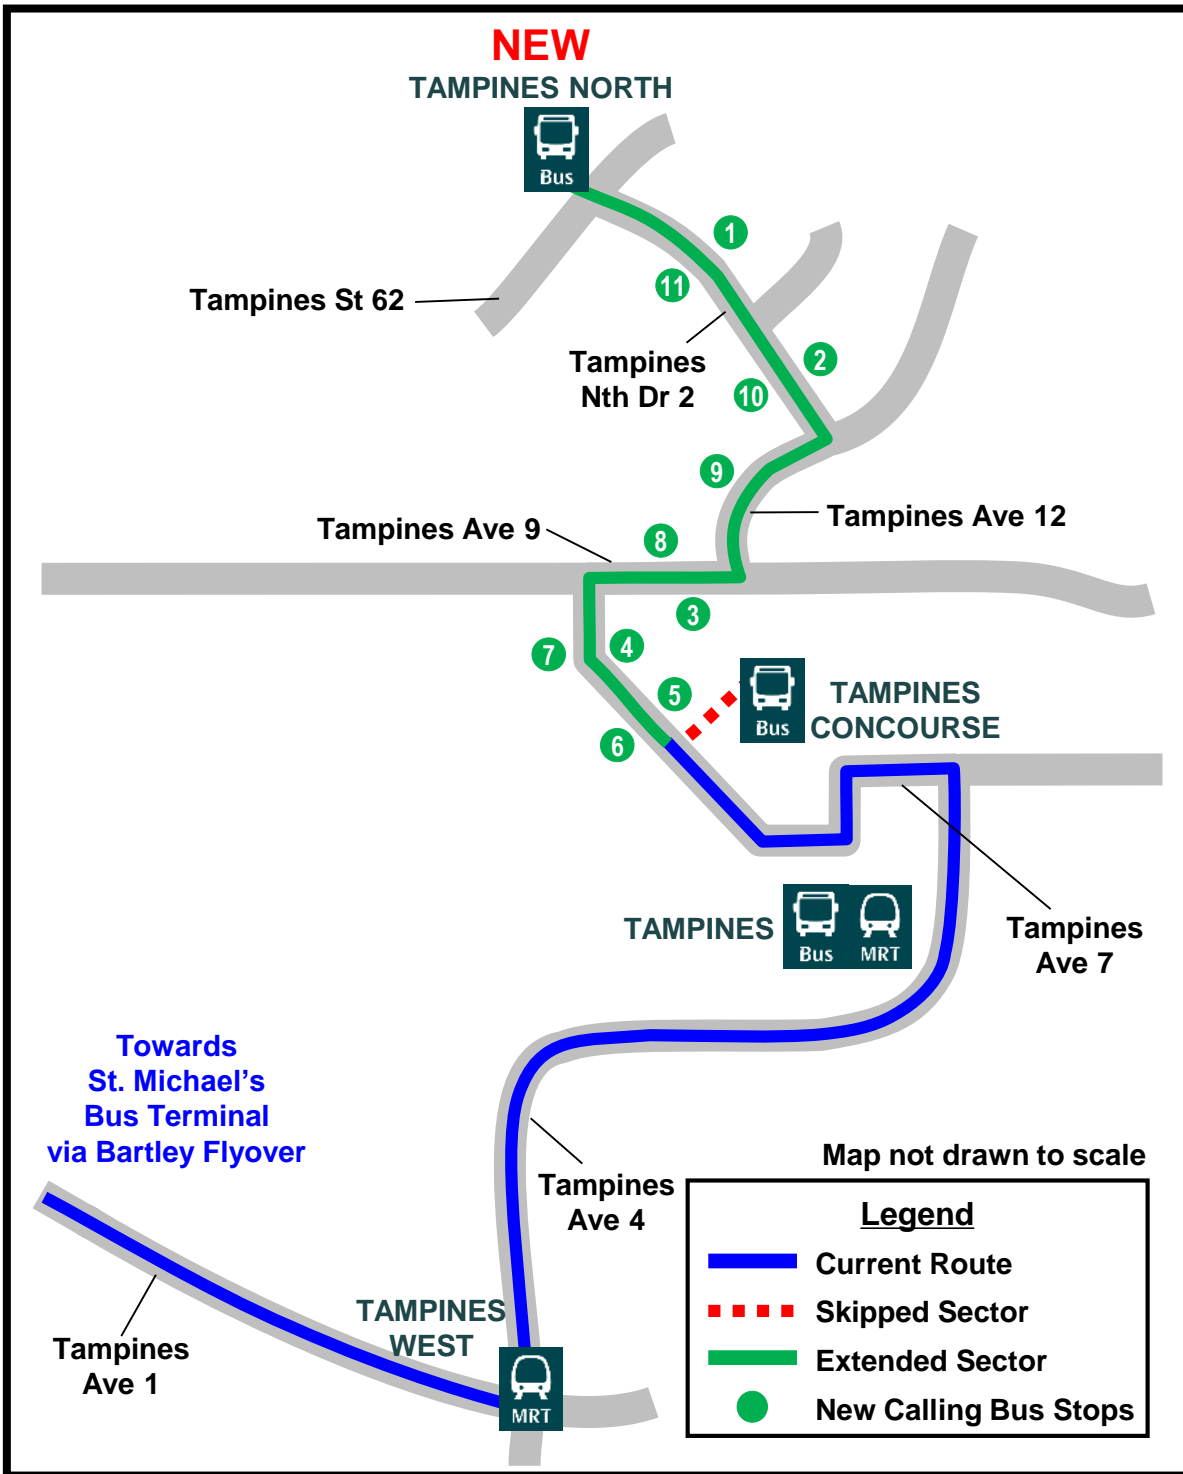 NEW
TAMPINES NORTH
Bus
1
11
Tampines St 62
Tampines
Nth Dr 2
2
10
9
Tampines Ave 12
Tampines Ave 9
8
3
4
7
5
6
Bus
TAMPINES
CONCOURSE
TAMPINES
Bus
MRT
Tampines
Ave 7
Towards
St. Michael’s
Bus Terminal
via Bartley Flyover
Tampines
Ave 4
Tampines
Ave 1
TAMPINES
WEST
MRT
Map not drawn to scale
Legend
Current Route
Skipped Sector
Extended Sector
New Calling Bus Stops